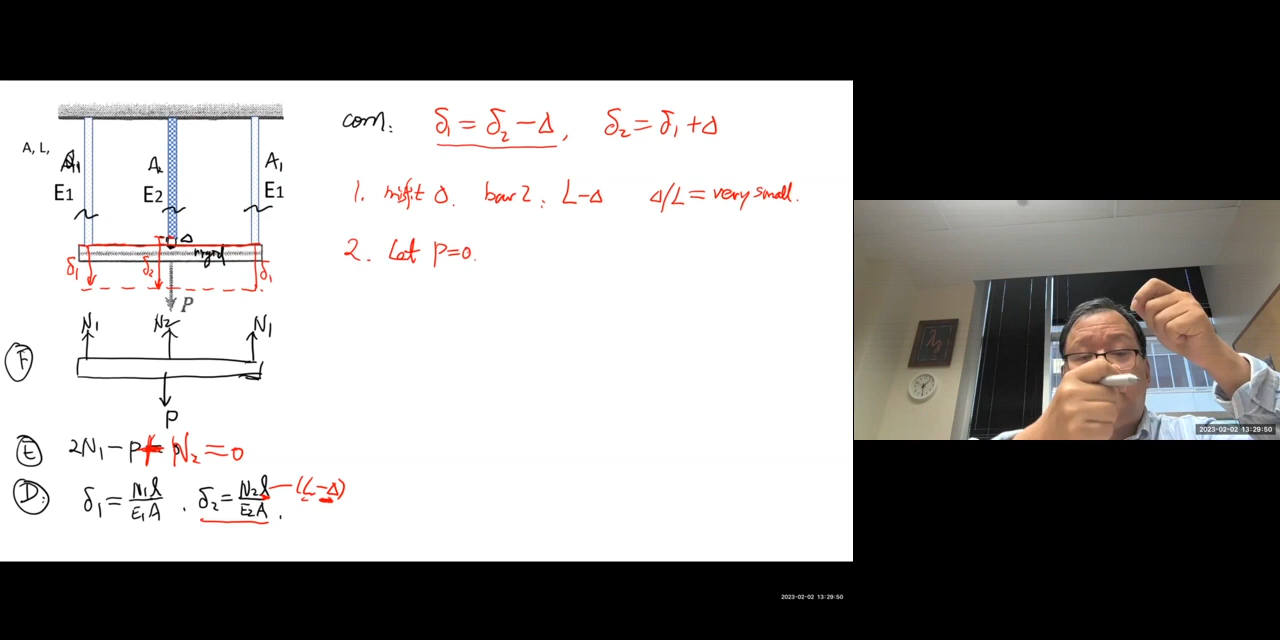 com: δ₁ = δ₂ − Δ, δ₂ = δ₁ + Δ
1. misfit Δ. bar 2: L−Δ Δ/L = very small.
2. Let P=0.
A, L,
A₂
A₁
E1
E2
E1
Δ
rigid
δ₁
δ₂
δ₁
P
N₁
N₂
N₁
F
P
E
2N₁ − P + N₂ = 0
D:
δ₁ = N₁l/E₁A . δ₂ = N₂l/E₂A . (L−Δ)
2023-02-02 13:29:50
2023-02-02 13:29:50